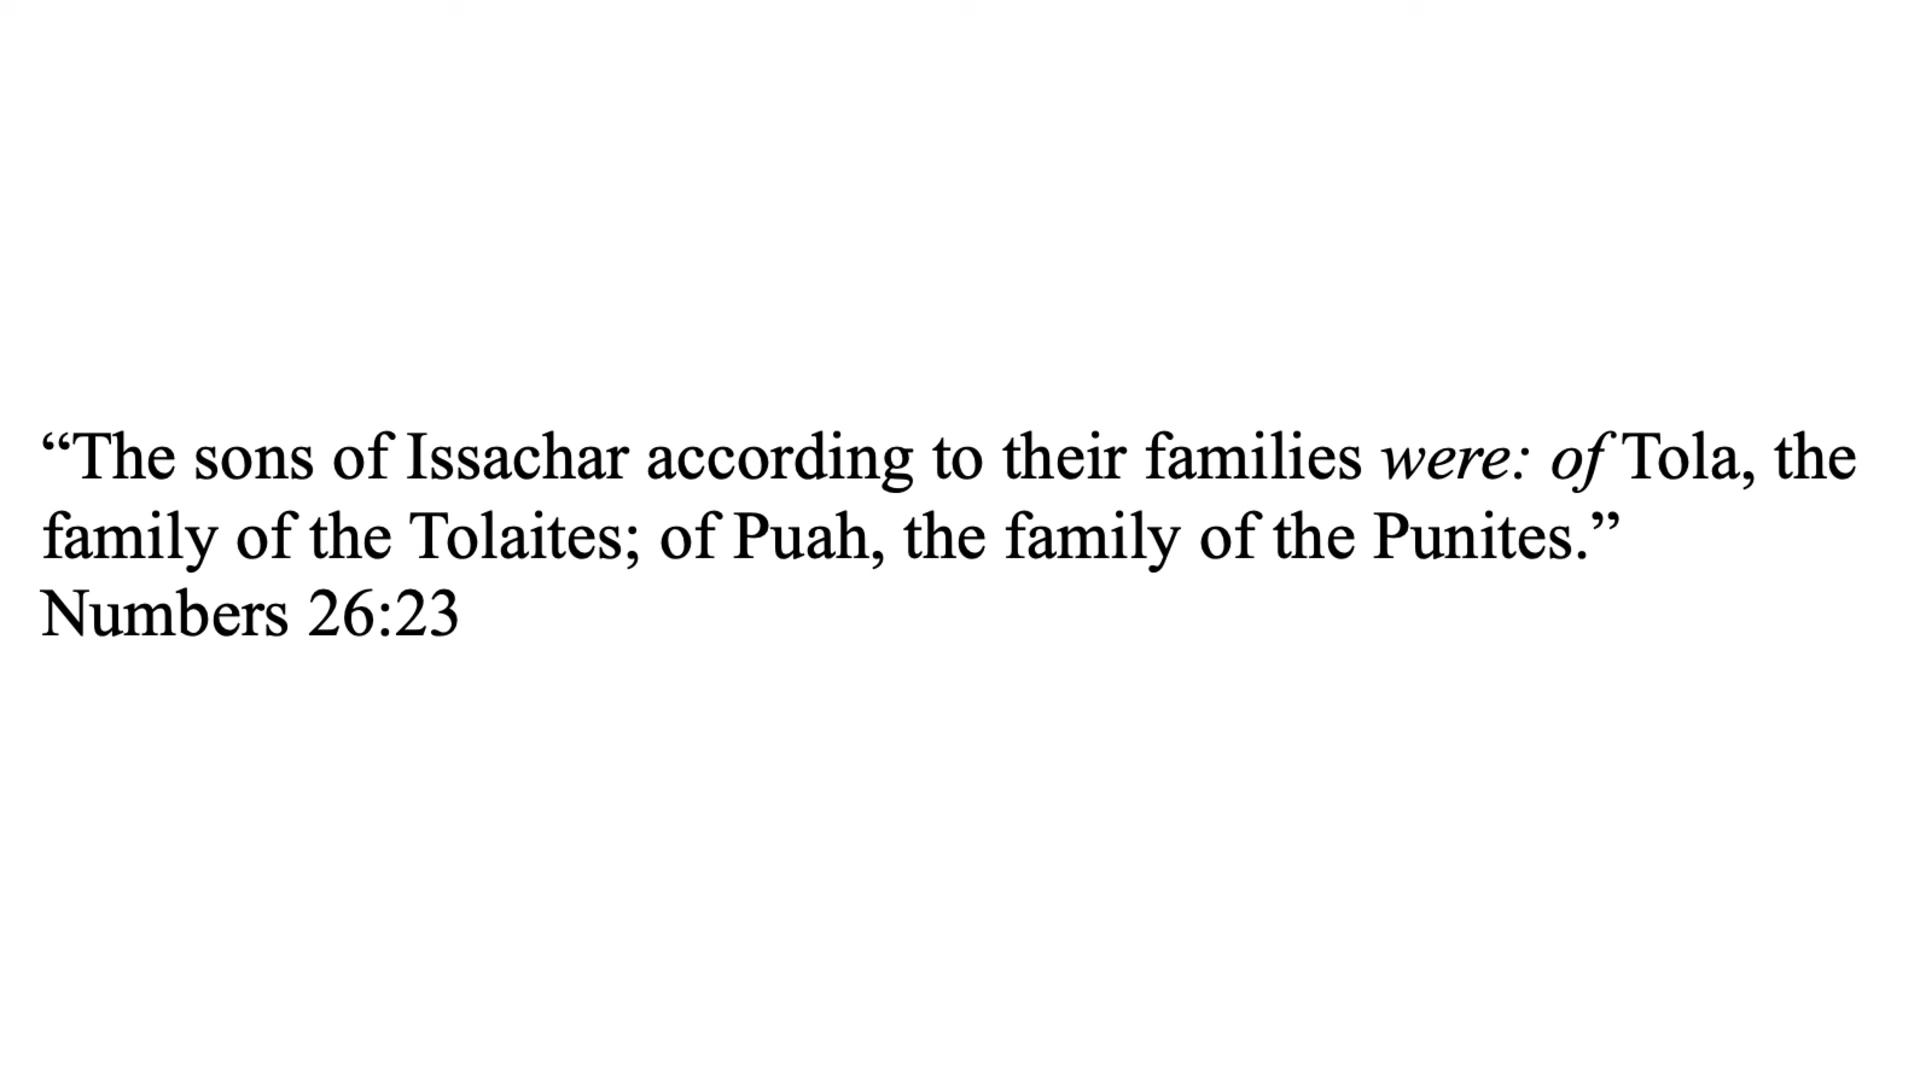 “The sons of Issachar according to their families were: of Tola, the
family of the Tolaites; of Puah, the family of the Punites.”
Numbers 26:23